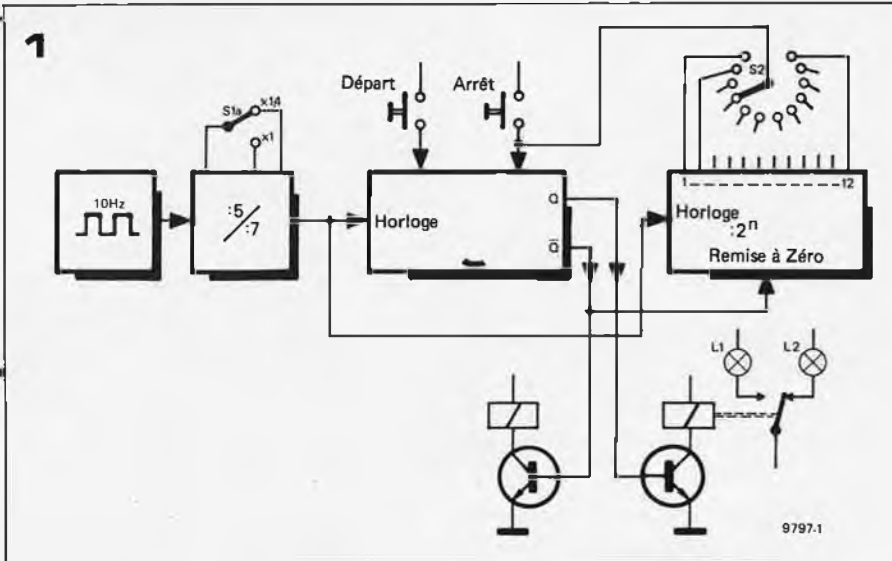 1
Départ
Arrêt
S1a
x1,4
x1
S2
10Hz
:5
:7
Horloge
Q
Q̅
1
12
Horloge
:2ⁿ
Remise à Zéro
L1
L2
9797-1